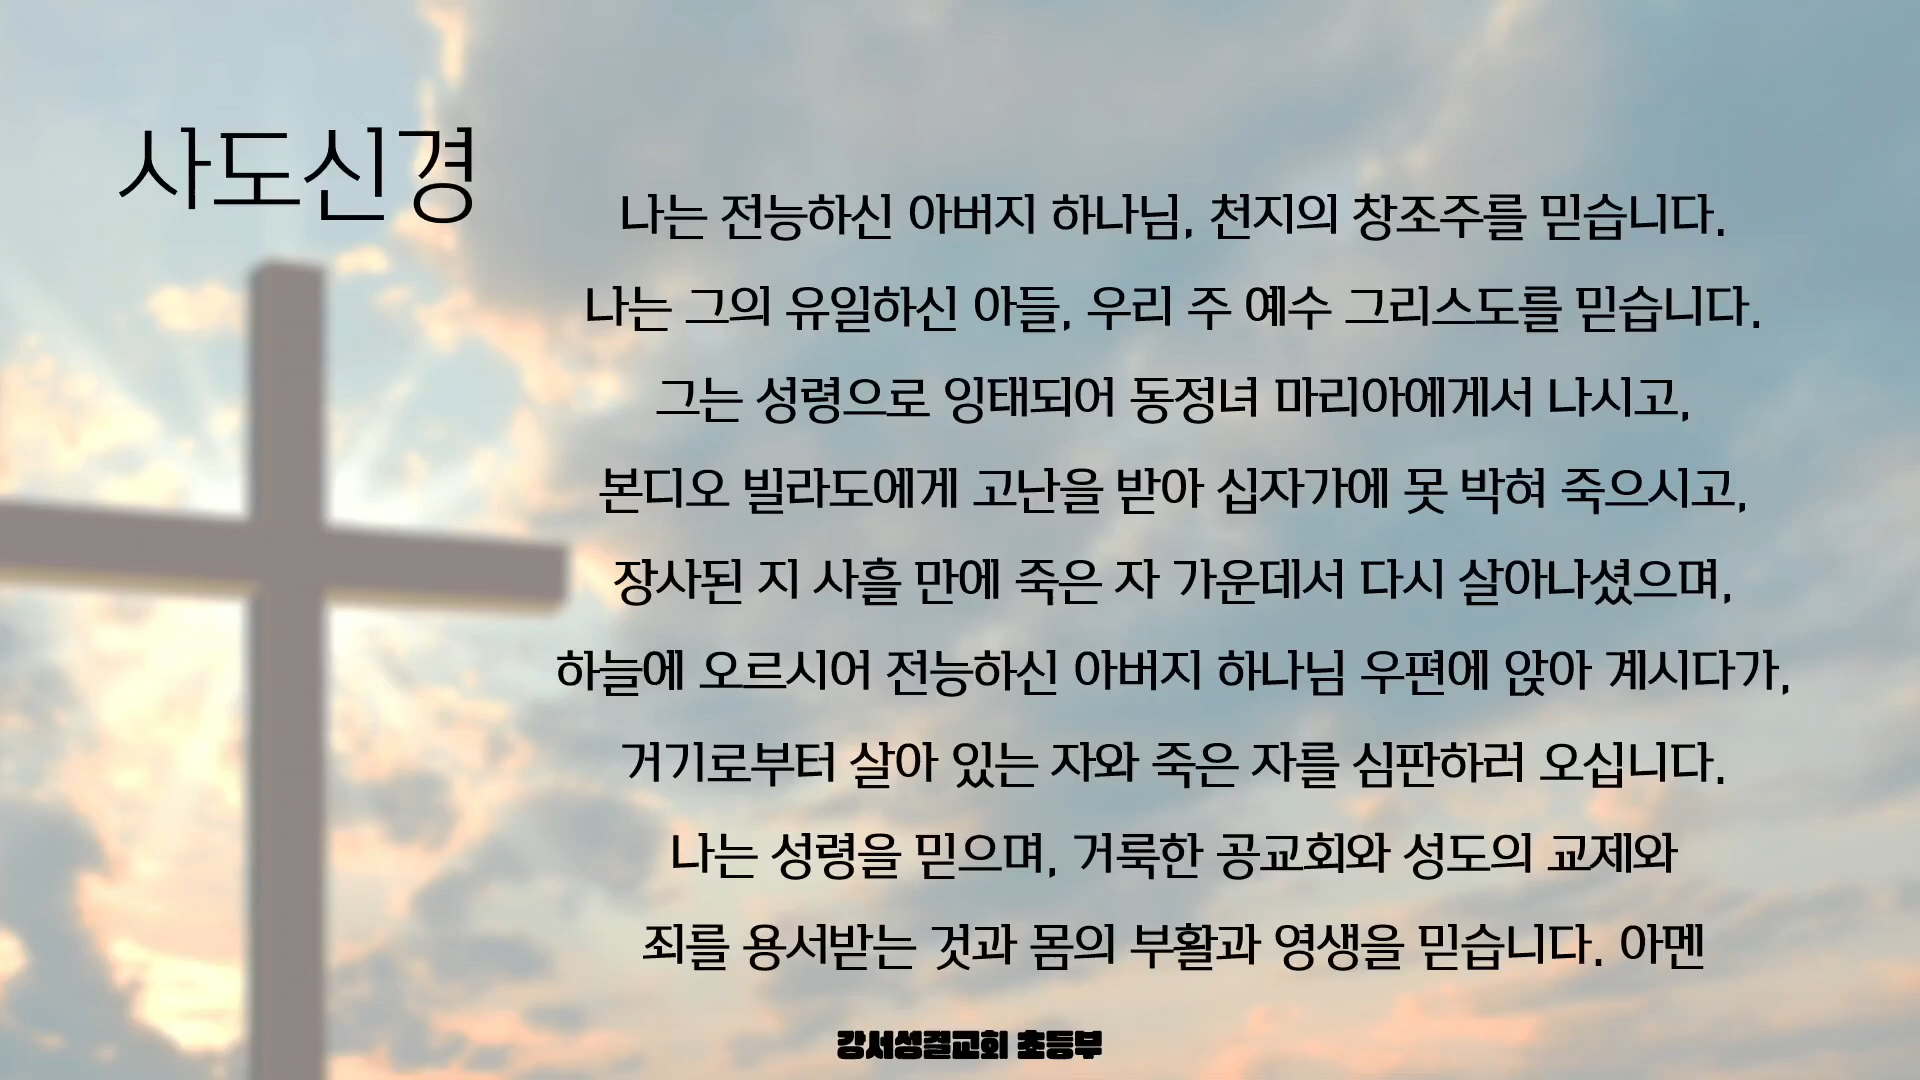 사도신경
나는 전능하신 아버지 하나님, 천지의 창조주를 믿습니다.
나는 그의 유일하신 아들, 우리 주 예수 그리스도를 믿습니다.
그는 성령으로 잉태되어 동정녀 마리아에게서 나시고,
본디오 빌라도에게 고난을 받아 십자가에 못 박혀 죽으시고,
장사된 지 사흘 만에 죽은 자 가운데서 다시 살아나셨으며,
하늘에 오르시어 전능하신 아버지 하나님 우편에 앉아 계시다가,
거기로부터 살아 있는 자와 죽은 자를 심판하러 오십니다.
나는 성령을 믿으며, 거룩한 공교회와 성도의 교제와
죄를 용서받는 것과 몸의 부활과 영생을 믿습니다. 아멘
강서성결교회 초등부